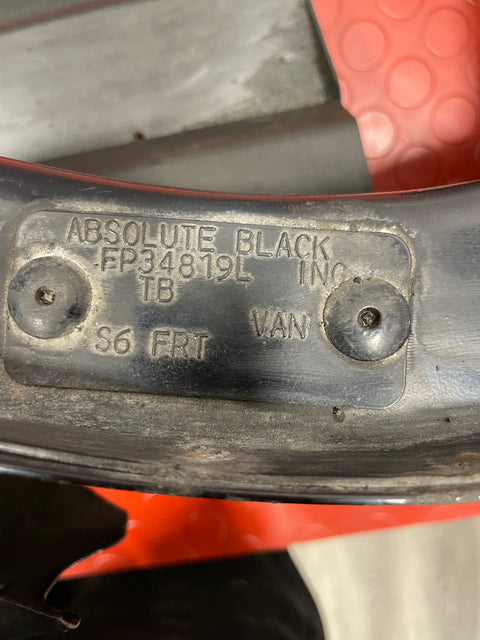 ABSOLUTE BLACK
FP34819L INC
TB
S6 FRT VAN